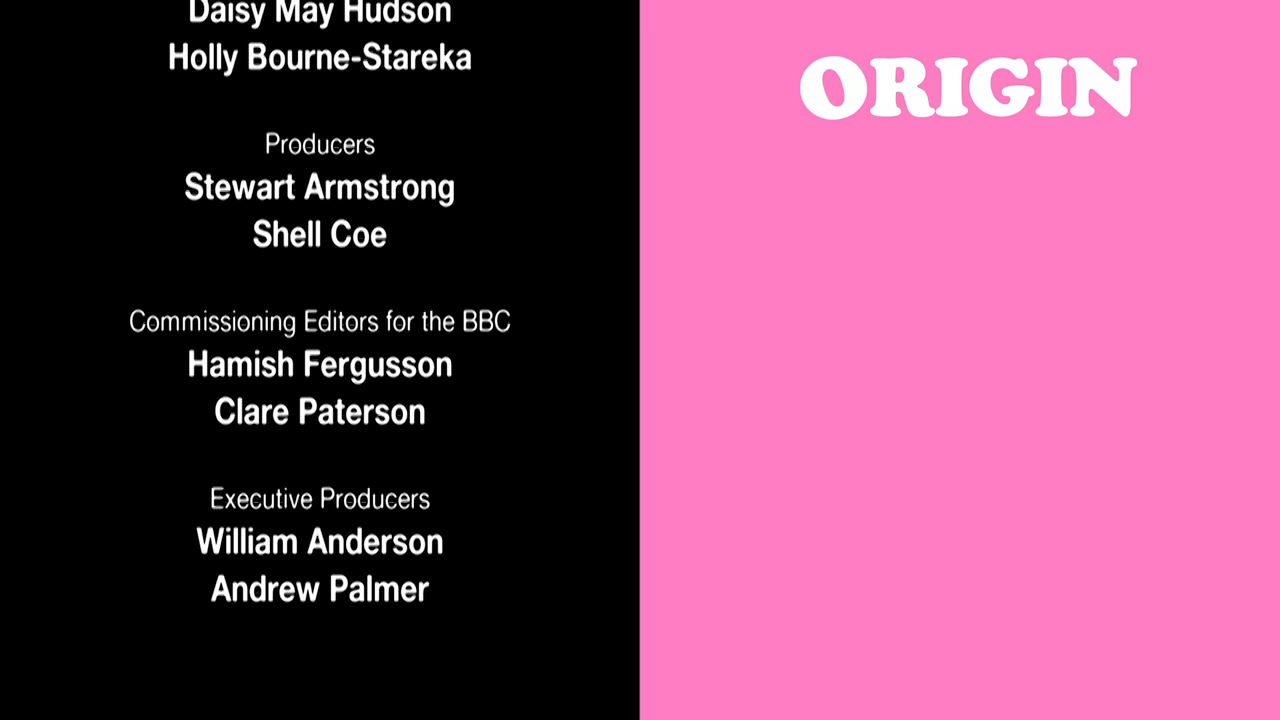 Daisy May Hudson
Holly Bourne-Stareka
Producers
Stewart Armstrong
Shell Coe
Commissioning Editors for the BBC
Hamish Fergusson
Clare Paterson
Executive Producers
William Anderson
Andrew Palmer
ORIGIN